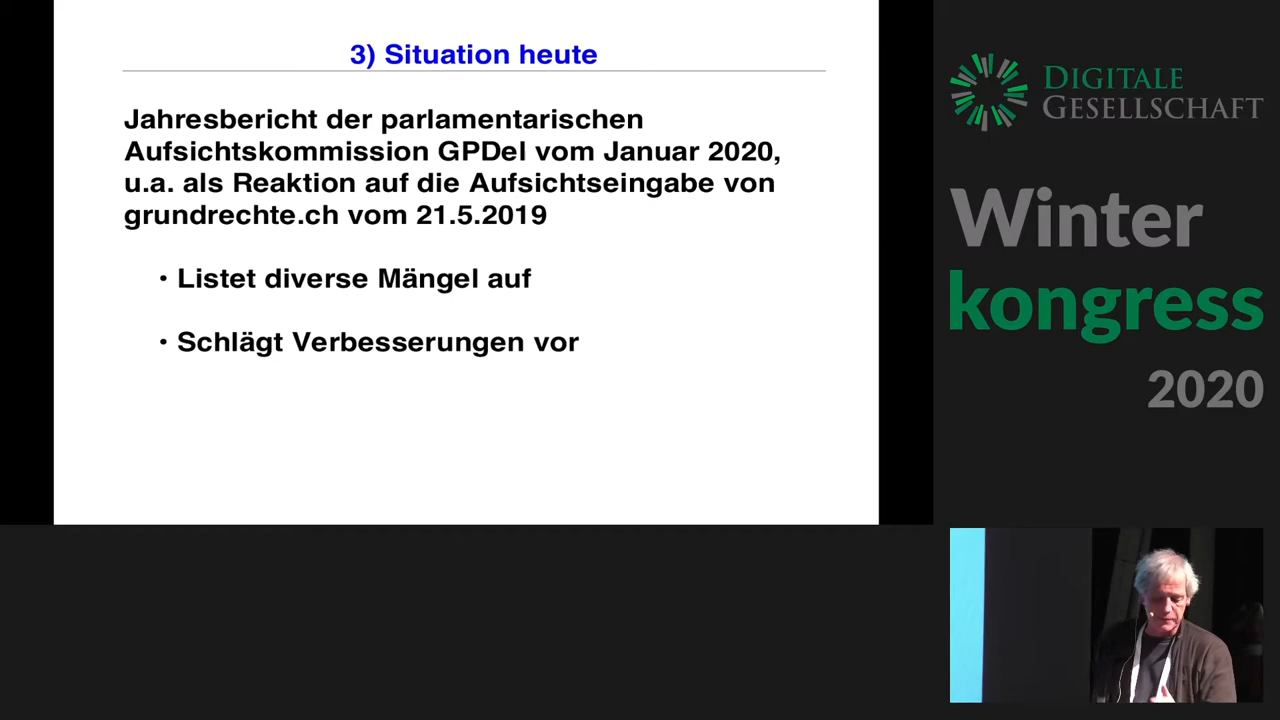 3) Situation heute
Jahresbericht der parlamentarischen
Aufsichtskommission GPDel vom Januar 2020,
u.a. als Reaktion auf die Aufsichtseingabe von
grundrechte.ch vom 21.5.2019
• Listet diverse Mängel auf
• Schlägt Verbesserungen vor
DIGITALE
GESELLSCHAFT
Winter
kongress
2020